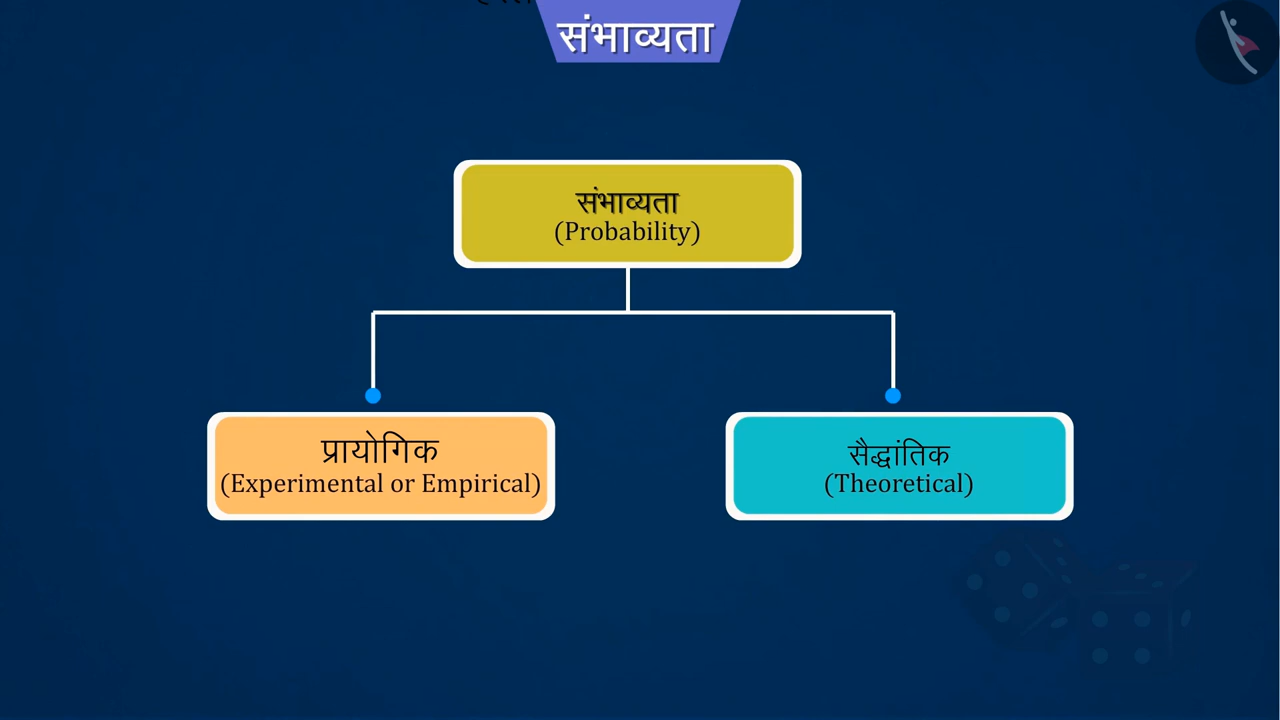 संभाव्यता
संभाव्यता
(Probability)
प्रायोगिक
(Experimental or Empirical)
सैद्धांतिक
(Theoretical)